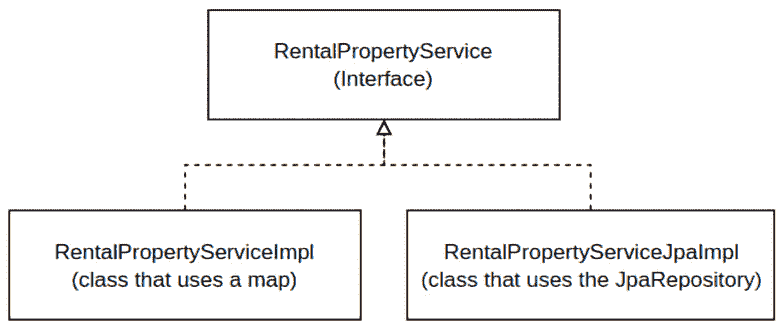 RentalPropertyService
(Interface)
RentalPropertyServiceImpl
(class that uses a map)
RentalPropertyServiceJpaImpl
(class that uses the JpaRepository)